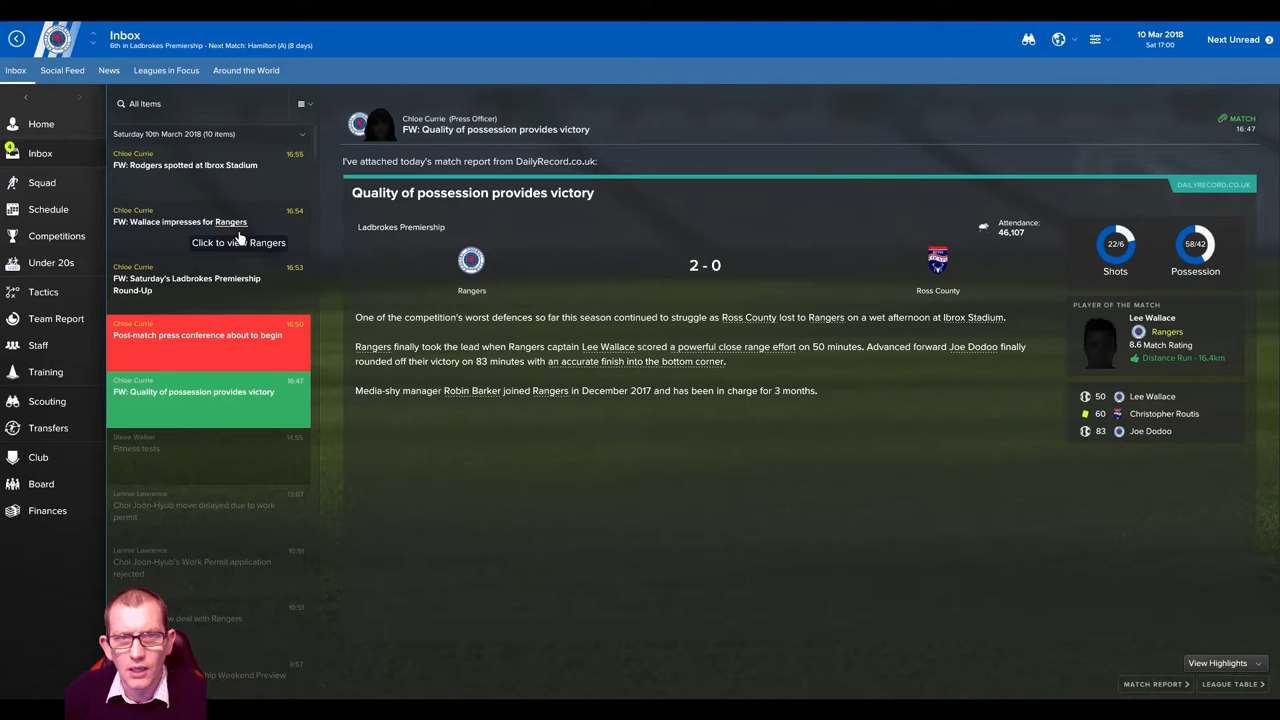 Inbox
6th in Ladbrokes Premiership - Next Match: Hamilton (A) (8 days)
10 Mar 2018
Sat 17:00
Next Unread
Inbox
Social Feed
News
Leagues in Focus
Around the World
Home
4
Inbox
Squad
Schedule
Competitions
U20
Under 20s
Tactics
Team Report
Staff
Training
Scouting
Transfers
Club
Board
Finances
All Items
Saturday 10th March 2018 (10 items)
Chloe Currie 16:55
FW: Rodgers spotted at Ibrox Stadium
Chloe Currie 16:54
FW: Wallace impresses for Rangers
Click to view Rangers
Chloe Currie 16:53
FW: Saturday's Ladbrokes Premiership
Round-Up
Chloe Currie 16:50
Post-match press conference about to begin
Chloe Currie 16:47
FW: Quality of possession provides victory
Steve Walker 14:55
Fitness tests
Lennie Lawrence 13:07
Choi Joon-Hyub move delayed due to work
permit
Lennie Lawrence 10:51
Choi Joon-Hyub's Work Permit application
rejected
10:51
deal with Rangers
9:57
Weekend Preview
Chloe Currie (Press Officer)
FW: Quality of possession provides victory
MATCH
16:47
I've attached today's match report from DailyRecord.co.uk:
Quality of possession provides victory
DAILYRECORD.CO.UK
Ladbrokes Premiership
Attendance:
46,107
Rangers
2 - 0
Ross County
22/6
Shots
58/42
Possession
One of the competition's worst defences so far this season continued to struggle as Ross County lost to Rangers on a wet afternoon at Ibrox Stadium.
Rangers finally took the lead when Rangers captain Lee Wallace scored a powerful close range effort on 50 minutes. Advanced forward Joe Dodoo finally
rounded off their victory on 83 minutes with an accurate finish into the bottom corner.
Media-shy manager Robin Barker joined Rangers in December 2017 and has been in charge for 3 months.
PLAYER OF THE MATCH
Lee Wallace
Rangers
8.6 Match Rating
Distance Run - 16.4km
50 Lee Wallace
60 Christopher Routis
83 Joe Dodoo
View Highlights
MATCH REPORT
LEAGUE TABLE